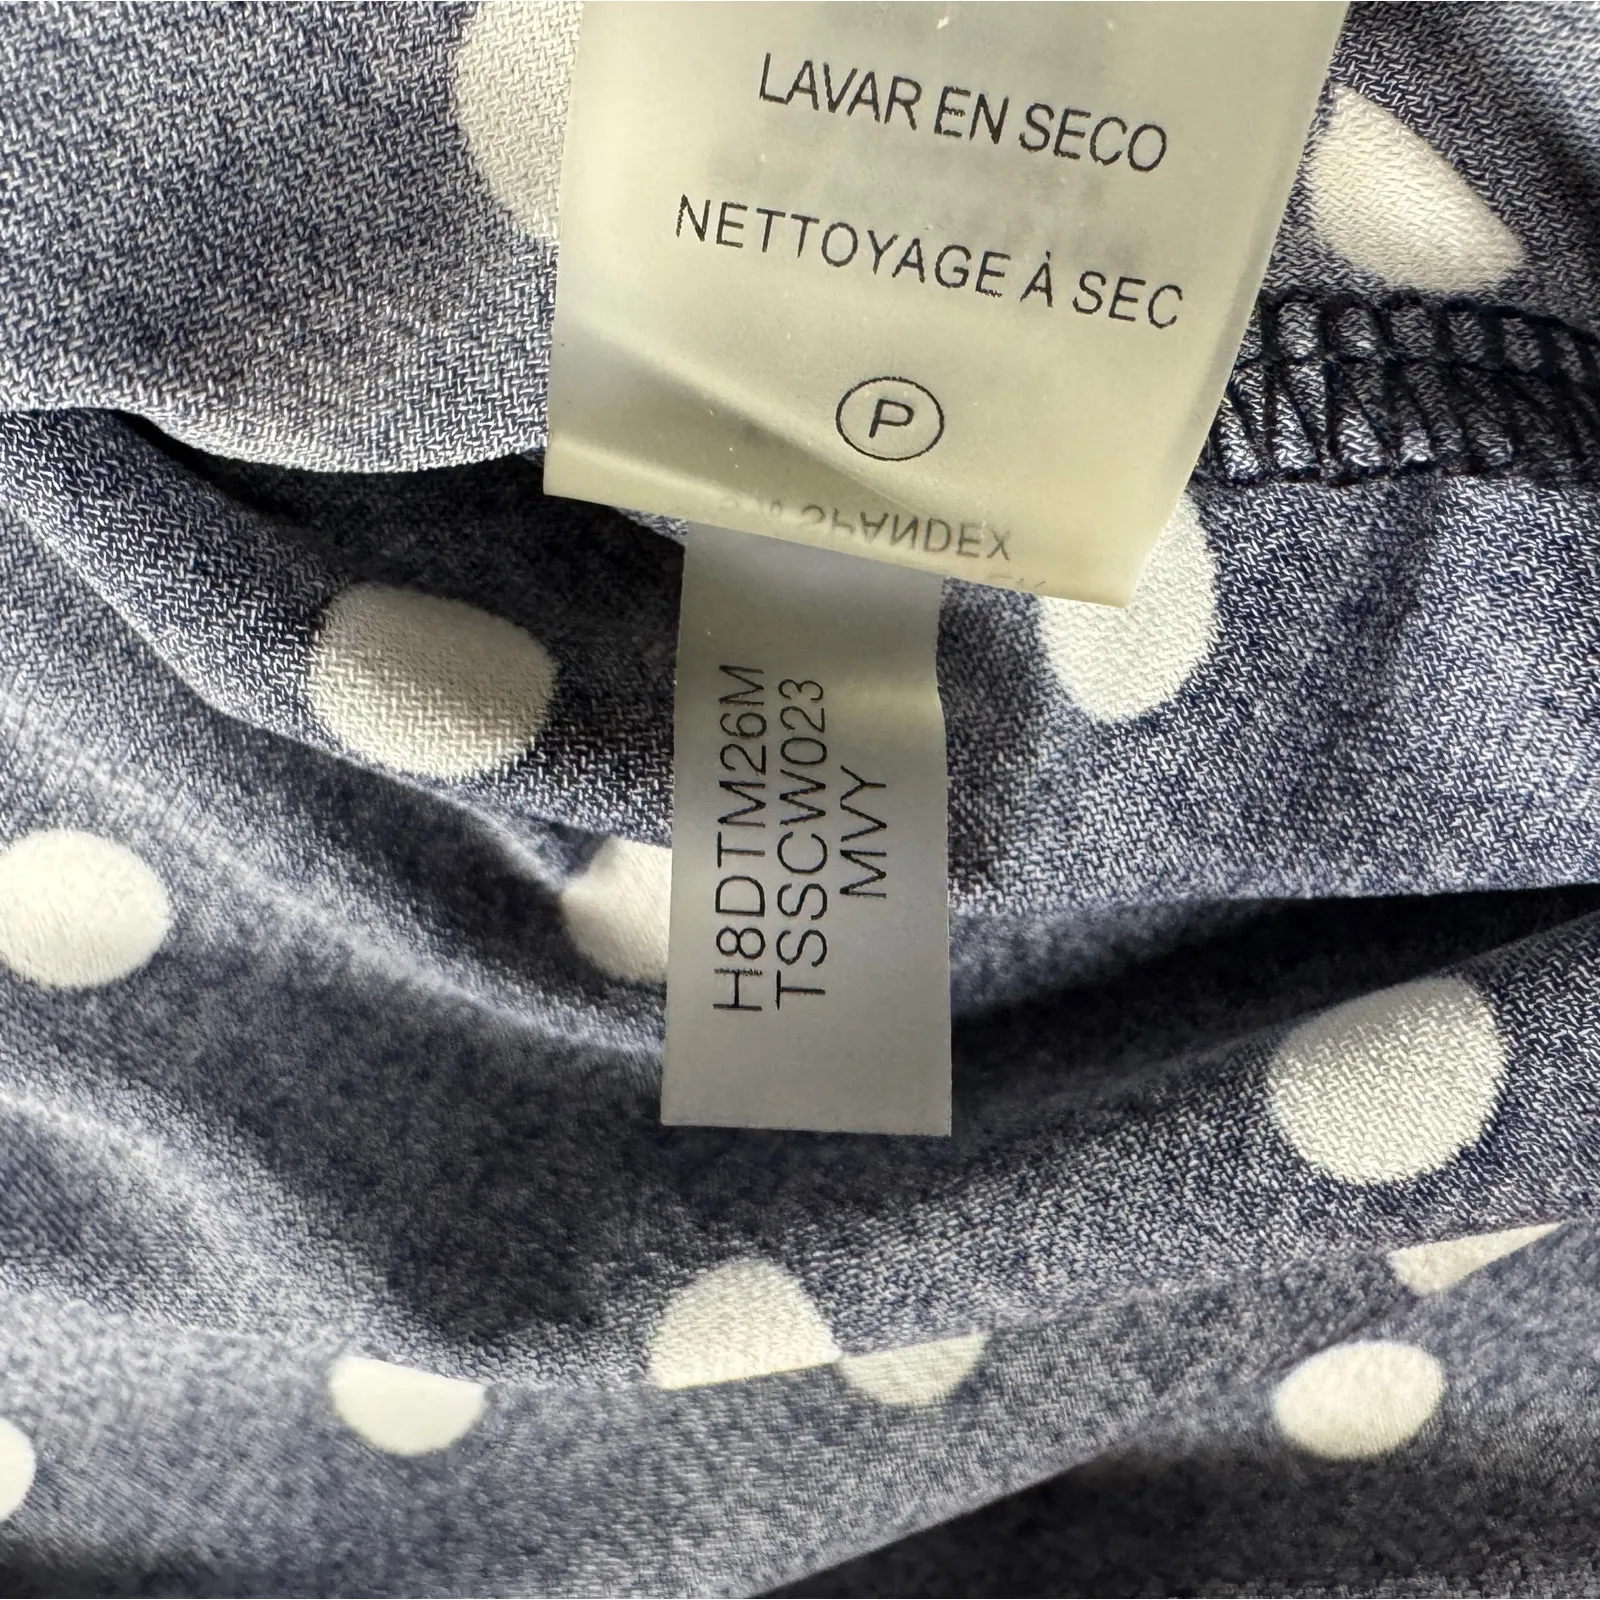 LAVAR EN SECO
NETTOYAGE À SEC
P
SPANDEX
H8DTM26M
TSSCW023
MVY